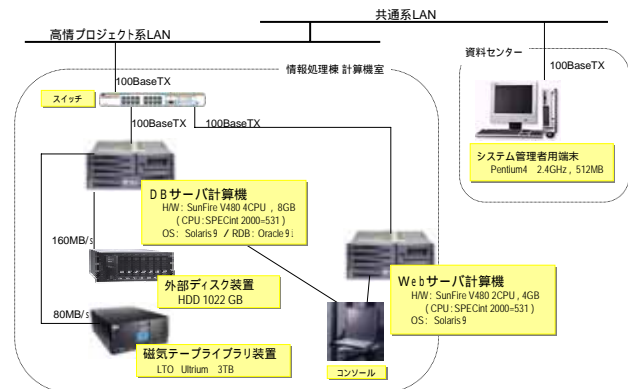 共通系LAN
高情プロジェクト系LAN
資料センター
100BaseTX
情報処理棟 計算機室
100BaseTX
スイッチ
100BaseTX
100BaseTX
システム管理者用端末
Pentium4 2.4GHz , 512MB
DBサーバ計算機
H/W: SunFire V480 4CPU , 8GB
(CPU:SPECint 2000=531)
OS: Solaris9 / RDB: Oracle9i
160MB/s
外部ディスク装置
HDD 1022 GB
Webサーバ計算機
H/W: SunFire V480 2CPU , 4GB
(CPU:SPECint 2000=531)
OS: Solaris9
80MB/s
磁気テープライブラリ装置
LTO Ultrium 3TB
コンソール